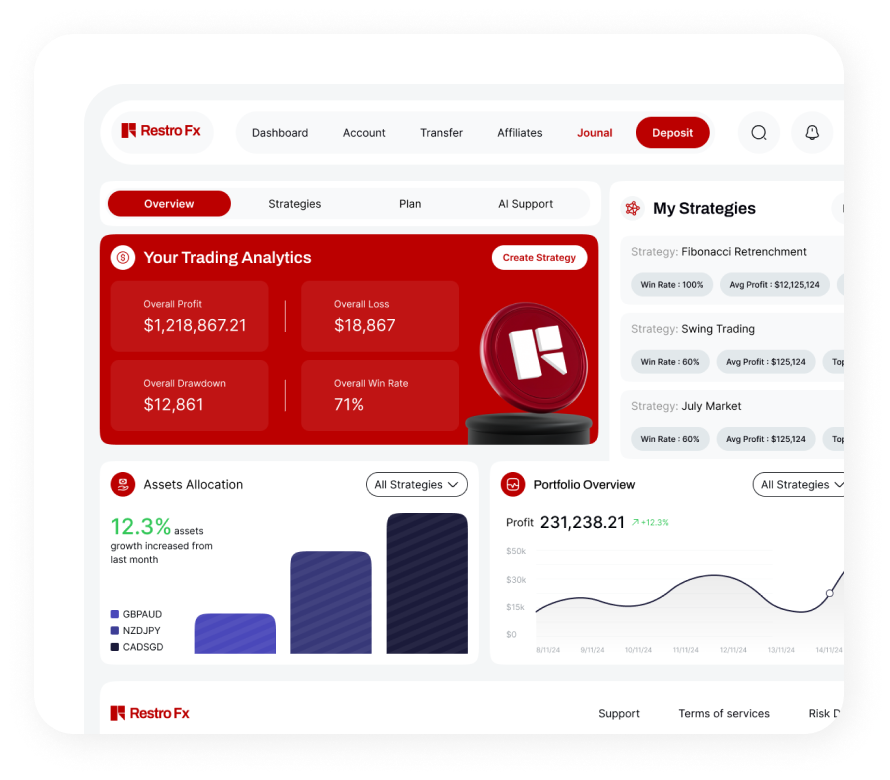 Restro Fx
Dashboard
Account
Transfer
Affiliates
Jounal
Deposit
Overview
Strategies
Plan
AI Support
Your Trading Analytics
Create Strategy
Overall Profit
$1,218,867.21
Overall Loss
$18,867
Overall Drawdown
$12,861
Overall Win Rate
71%
My Strategies
Strategy: Fibonacci Retrenchment
Win Rate : 100%
Avg Profit : $12,125,124
Strategy: Swing Trading
Win Rate : 60%
Avg Profit : $125,124
Top
Strategy: July Market
Win Rate : 60%
Avg Profit : $125,124
Top
Assets Allocation
All Strategies
12.3% assets
growth increased from
last month
GBPAUD
NZDJPY
CADSGD
Portfolio Overview
All Strategies
Profit 231,238.21 +12.3%
$50k
$30k
$15k
$0
8/11/24
9/11/24
10/11/24
11/11/24
12/11/24
13/11/24
14/11/24
Restro Fx
Support
Terms of services
Risk D